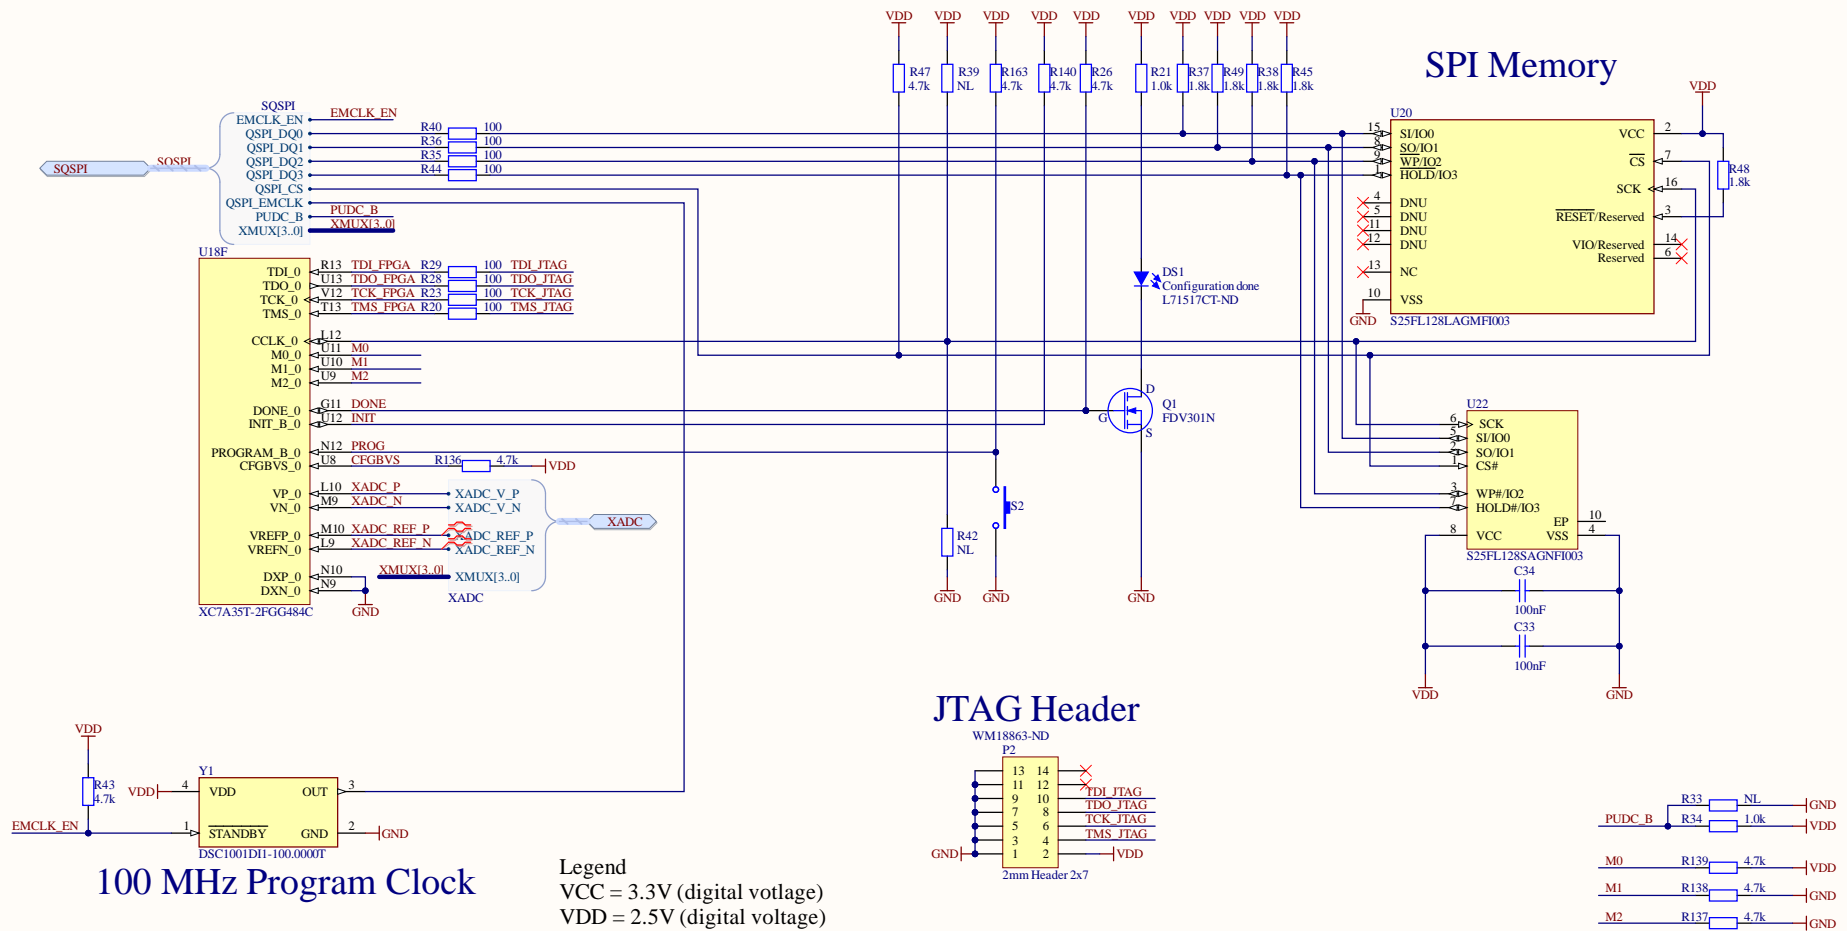 VDD VDD VDD VDD VDD VDD VDD VDD VDD VDD
SPI Memory
R47 4.7k
R39 NL
R163 4.7k
R140 4.7k
R26 4.7k
R21 1.0k
R37 1.8k
R49 1.8k
R38 1.8k
R45 1.8k
VDD
SQSPI
EMCLK_EN EMCLK_EN
QSPI_DQ0 R40 100
QSPI_DQ1 R36 100
QSPI_DQ2 R35 100
QSPI_DQ3 R44 100
QSPI_CS
QSPI_EMCLK
PUDC_B PUDC_B
XMUX[3..0] XMUX[3..0]
SQSPI SQSPI
U20
15 SI/IO0 VCC 2
8 SO/IO1 CS 7
9 WP/IO2
1 HOLD/IO3 SCK 16
4 DNU
5 DNU RESET/Reserved 3
11 DNU
12 DNU VIO/Reserved 14
Reserved 6
13 NC
10 VSS
GND
S25FL128LAGMFI003
R48
1.8k
U18F
TDI_0 R13 TDI_FPGA R29 100 TDI_JTAG
TDO_0 U13 TDO_FPGA R28 100 TDO_JTAG
TCK_0 V12 TCK_FPGA R23 100 TCK_JTAG
TMS_0 T13 TMS_FPGA R20 100 TMS_JTAG
CCLK_0 L12
M0_0 U11 M0
M1_0 U10 M1
M2_0 U9 M2
DONE_0 G11 DONE
INIT_B_0 U12 INIT
PROGRAM_B_0 N12 PROG
CFGBVS_0 U8 CFGBVS R136 4.7k VDD
VP_0 L10 XADC_P XADC_V_P
VN_0 M9 XADC_N XADC_V_N
VREFP_0 M10 XADC_REF_P XADC_REF_P
VREFN_0 L9 XADC_REF_N XADC_REF_N
DXP_0 N10 XMUX[3..0] XMUX[3..0]
DXN_0 N9
XC7A35T-2FGG484C
GND
XADC
XADC
DS1
Configuration done
L71517CT-ND
D
G
S
Q1
FDV301N
S2
R42
NL
GND GND GND
U22
6 SCK
5 SI/IO0
2 SO/IO1
1 CS#
3 WP#/IO2
7 HOLD#/IO3
EP 10
8 VCC VSS 4
S25FL128SAGNFI003
C34
100nF
C33
100nF
VDD GND
JTAG Header
WM18863-ND
P2
13 14
11 12
9 10 TDI_JTAG
7 8 TDO_JTAG
5 6 TCK_JTAG
3 4 TMS_JTAG
GND 1 2 VDD
2mm Header 2x7
VDD
R43
4.7k
EMCLK_EN
Y1
VDD 4 VDD OUT 3
1 STANDBY GND 2 GND
DSC1001DI1-100.0000T
100 MHz Program Clock
Legend
VCC = 3.3V (digital votlage)
VDD = 2.5V (digital voltage)
R33 NL GND
PUDC_B R34 1.0k VDD
M0 R139 4.7k VDD
M1 R138 4.7k GND
M2 R137 4.7k GND